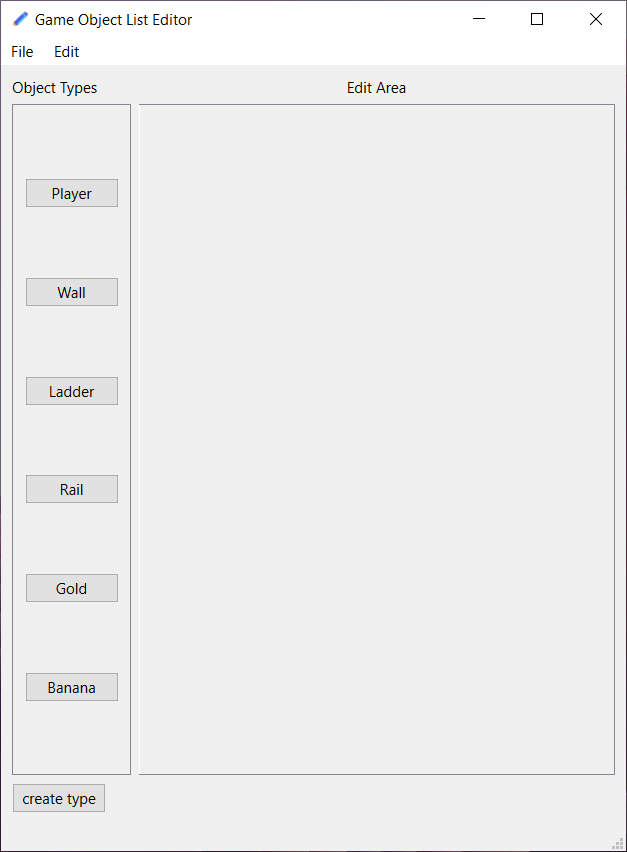 Game Object List Editor
File Edit
Object Types Edit Area
Player
Wall
Ladder
Rail
Gold
Banana
create type